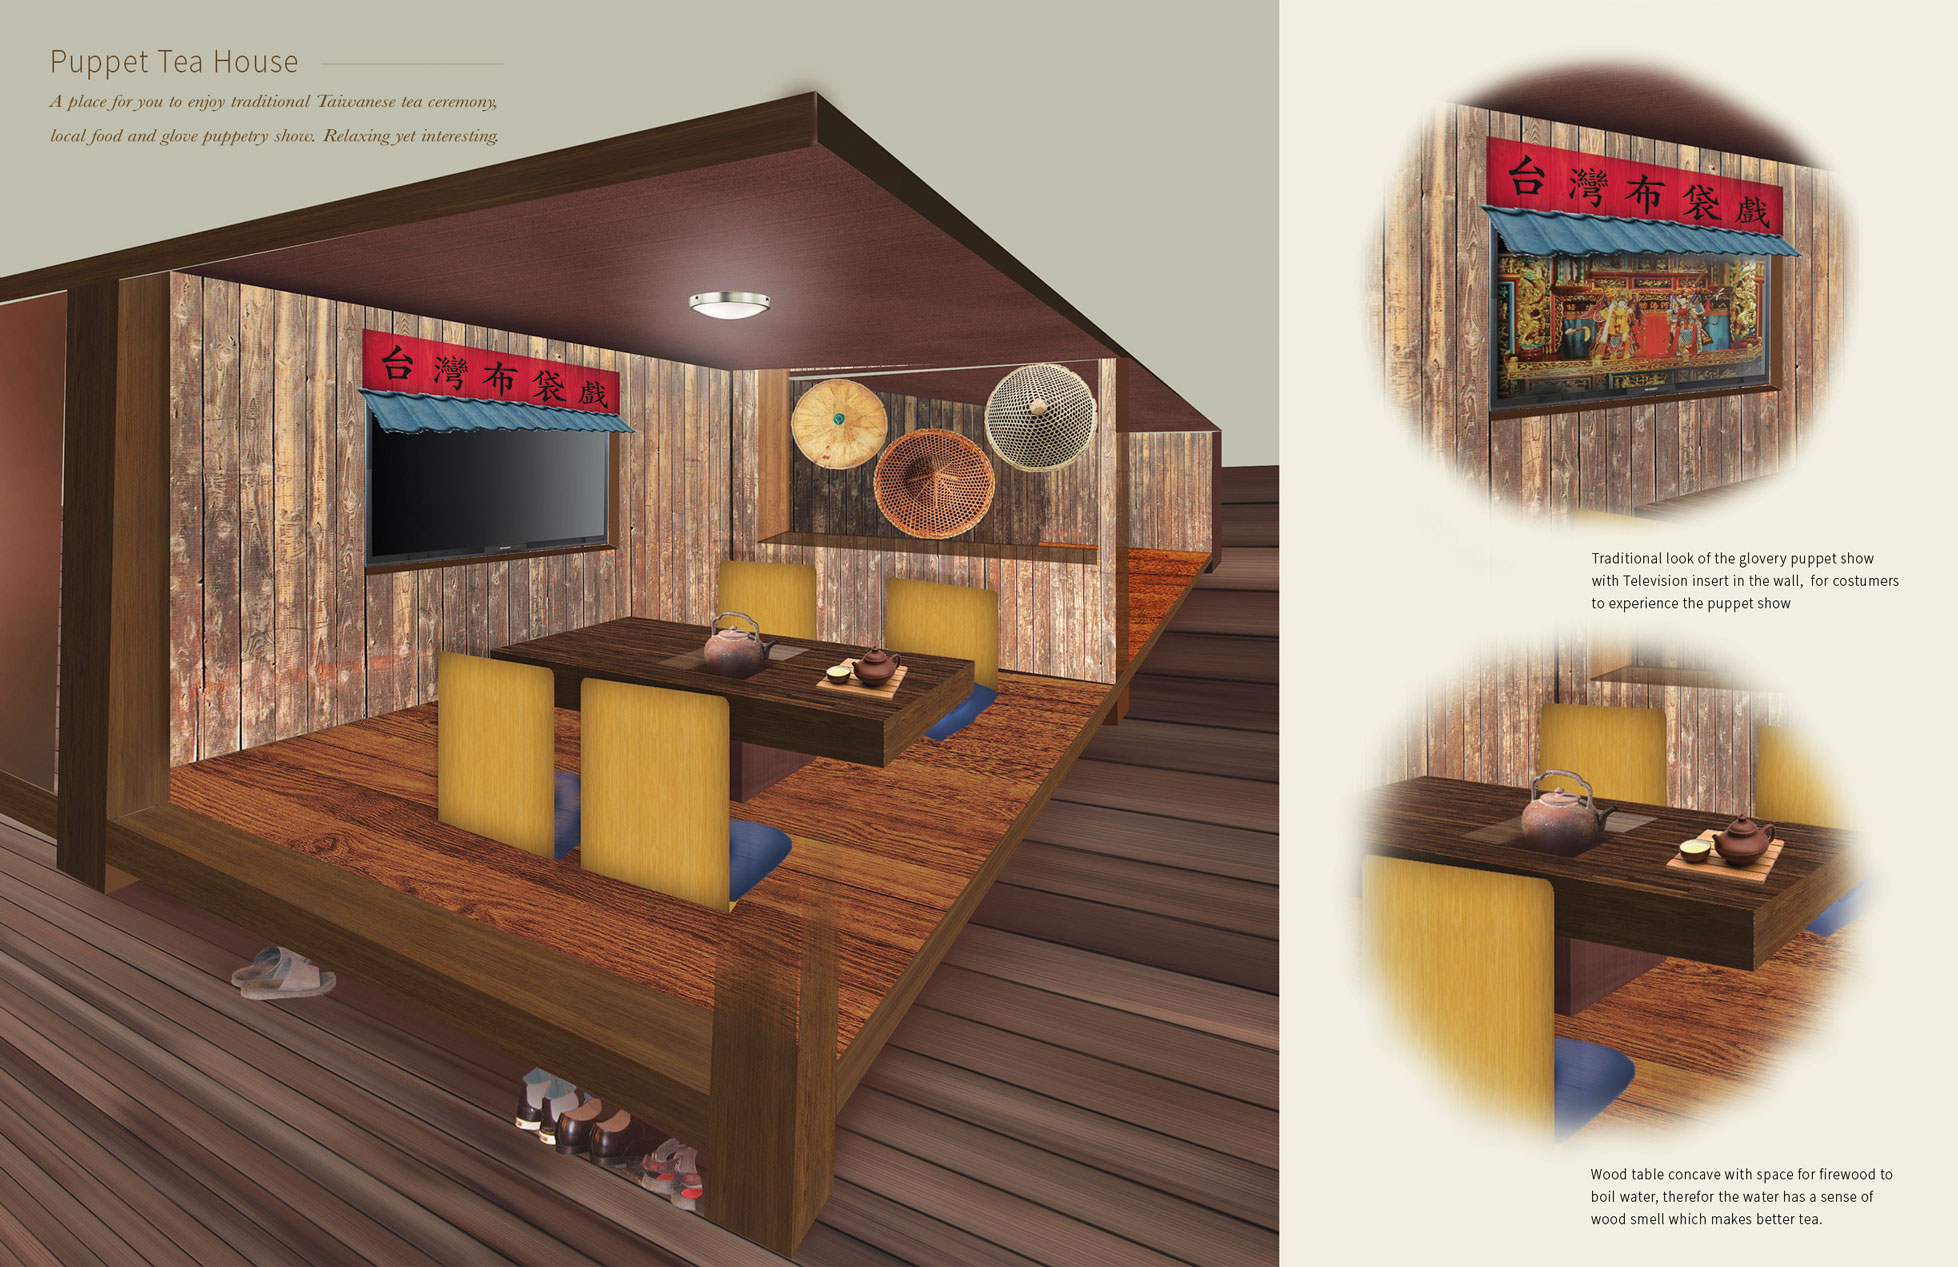 Puppet Tea House
A place for you to enjoy traditional Taiwanese tea ceremony,
local food and glove puppetry show. Relaxing yet interesting.
台灣布袋戲
台灣布袋戲
Traditional look of the glovery puppet show
with Television insert in the wall, for costumers
to experience the puppet show
Wood table concave with space for firewood to
boil water, therefor the water has a sense of
wood smell which makes better tea.